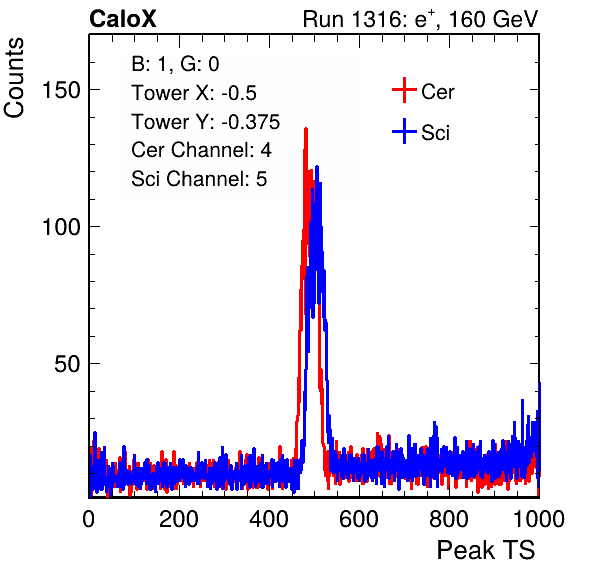 CaloX Run 1316: e⁺, 160 GeV
Counts
B: 1, G: 0
Tower X: -0.5
Tower Y: -0.375
Cer Channel: 4
Sci Channel: 5
Cer
Sci
150
100
50
0 200 400 600 800 1000
Peak TS